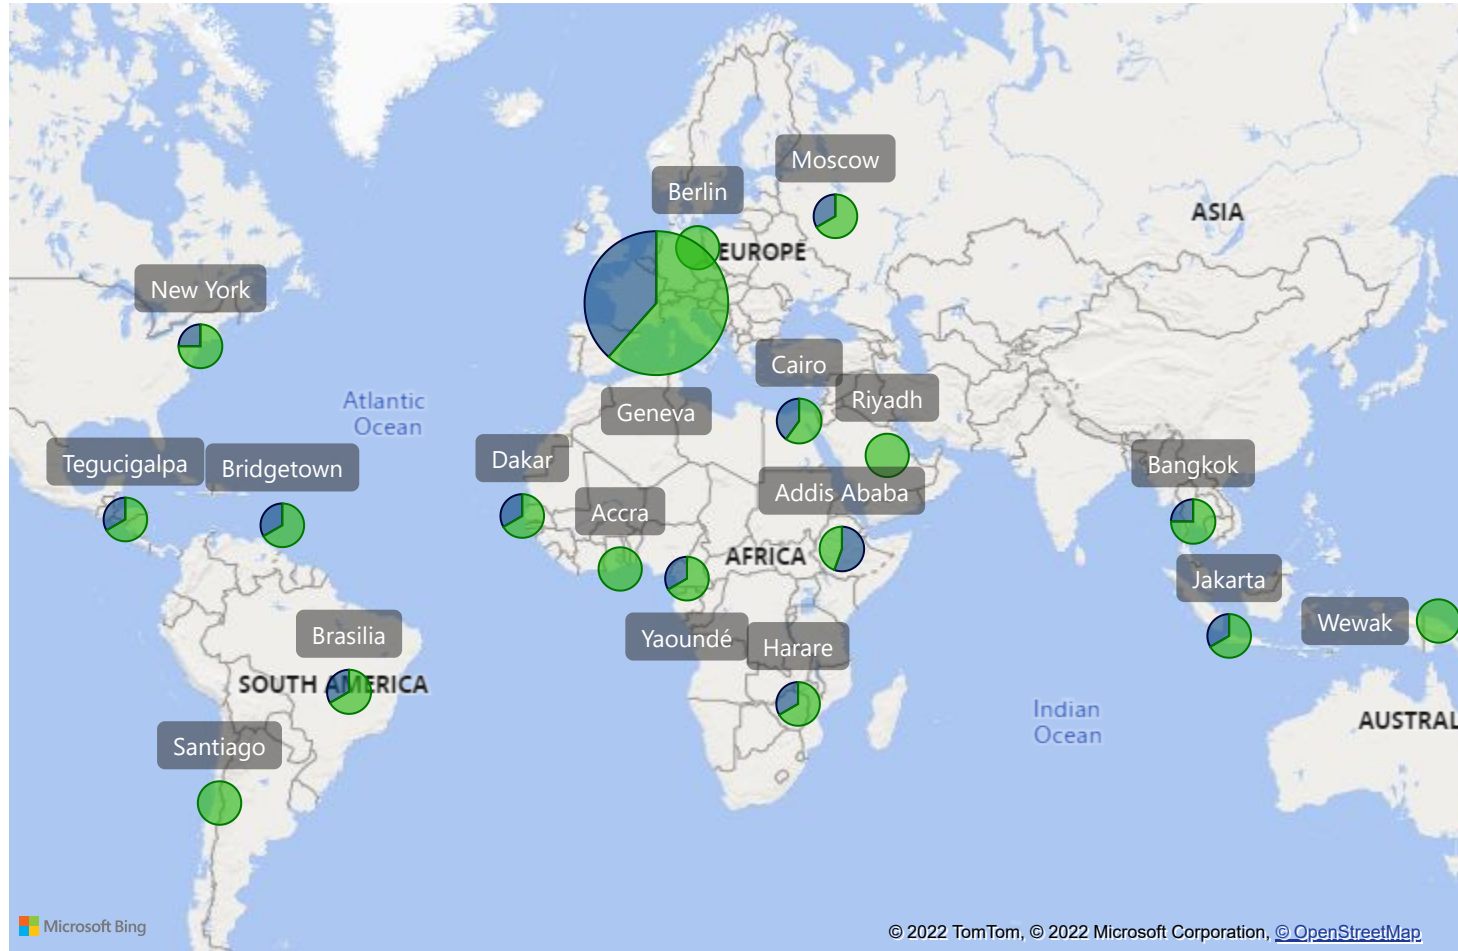 Moscow
Berlin
ASIA
EUROPE
New York
Cairo
Riyadh
Atlantic
Ocean
Geneva
Dakar
Tegucigalpa
Bridgetown
Bangkok
Addis Ababa
Accra
AFRICA
Jakarta
Wewak
Brasilia
Yaoundé
Harare
SOUTH AMERICA
Indian
Ocean
AUSTRAL
Santiago
Microsoft Bing
© 2022 TomTom, © 2022 Microsoft Corporation, © OpenStreetMap